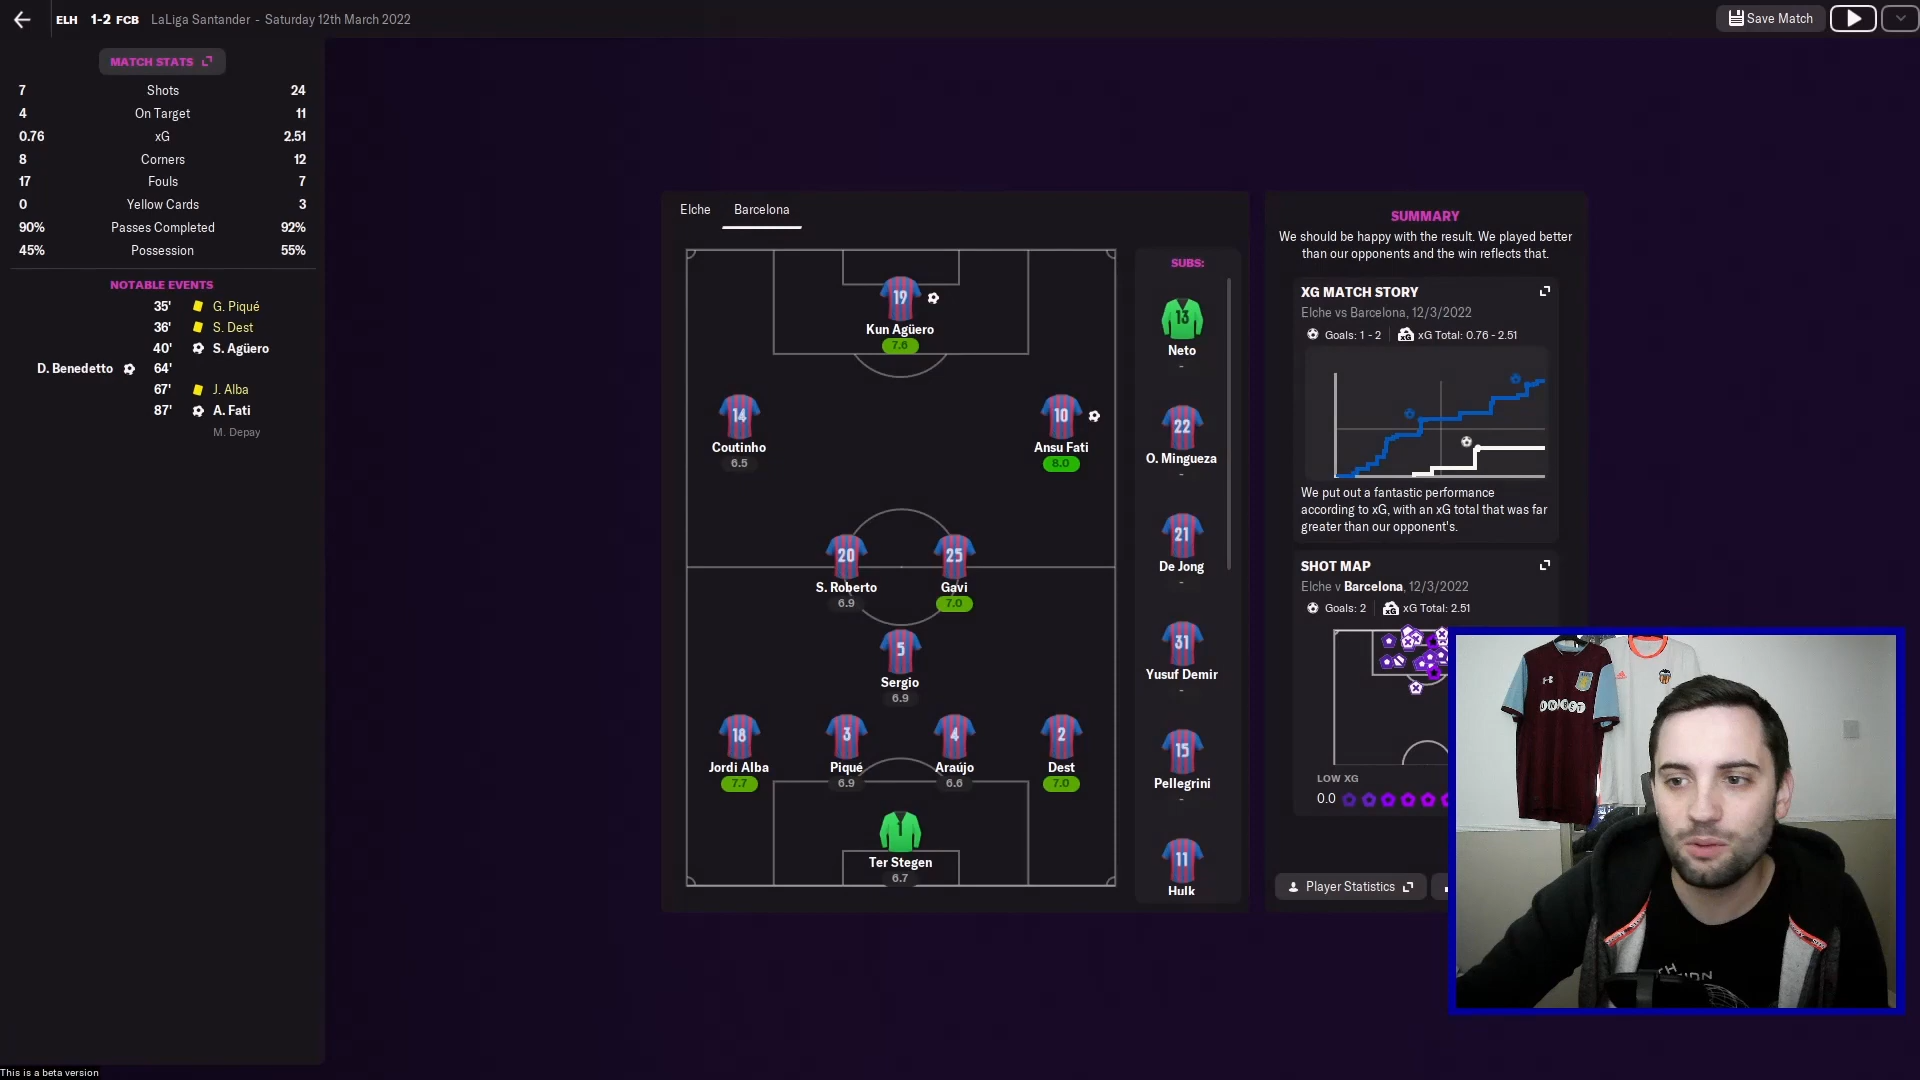 ELH 1-2 FCB LaLiga Santander - Saturday 12th March 2022
Save Match
MATCH STATS
7 Shots 24
4 On Target 11
0.76 xG 2.51
8 Corners 12
17 Fouls 7
0 Yellow Cards 3
90% Passes Completed 92%
45% Possession 55%
NOTABLE EVENTS
35' G. Piqué
36' S. Dest
40' S. Agüero
D. Benedetto 64'
67' J. Alba
87' A. Fati
M. Depay
Elche Barcelona
19
Kun Agüero
7.6
14
Coutinho
6.5
10
Ansu Fati
8.0
20
S. Roberto
6.9
25
Gavi
7.0
5
Sergio
6.9
18
Jordi Alba
7.7
3
Piqué
6.9
4
Araújo
6.6
2
Dest
7.0
1
Ter Stegen
6.7
SUBS:
13
Neto
-
22
O. Mingueza
-
21
De Jong
-
31
Yusuf Demir
-
15
Pellegrini
-
11
Hulk
SUMMARY
We should be happy with the result. We played better
than our opponents and the win reflects that.
XG MATCH STORY
Elche vs Barcelona, 12/3/2022
Goals: 1 - 2 xG xG Total: 0.76 - 2.51
We put out a fantastic performance
according to xG, with an xG total that was far
greater than our opponent's.
SHOT MAP
Elche v Barcelona, 12/3/2022
Goals: 2 xG xG Total: 2.51
LOW XG
0.0
Player Statistics
UNIBET
This is a beta version